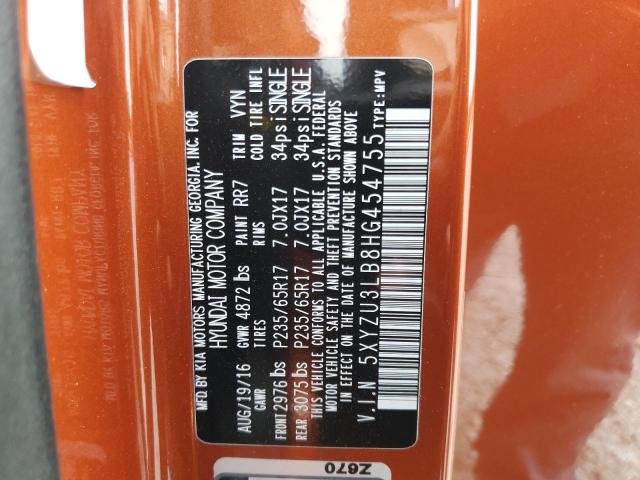 MFD. BY KIA MOTORS MANUFACTURING GEORGIA, INC. FOR
HYUNDAI MOTOR COMPANY
AUG/19/16 GVWR 4872 lbs PAINT RR7 TRIM VYN
GAWR TIRES RIMS COLD TIRE INFL
FRONT 2976 lbs P235/65R17 7.0JX17 34psi SINGLE
REAR 3075 lbs P235/65R17 7.0JX17 34psi SINGLE
THIS VEHICLE CONFORMS TO ALL APPLICABLE U.S.A. FEDERAL
MOTOR VEHICLE SAFETY AND THEFT PREVENTION STANDARDS
IN EFFECT ON THE DATE OF MANUFACTURE SHOWN ABOVE
V.I.N 5XYZU3LB8HG454755 TYPE:MPV
Z670